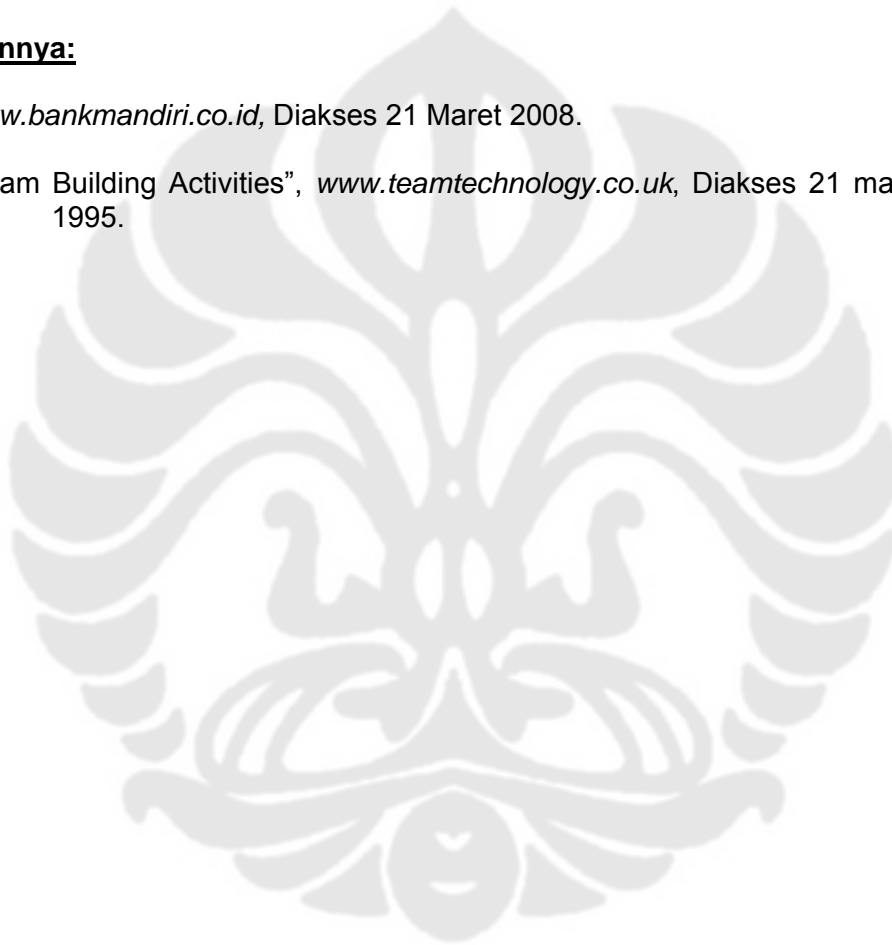 nnya:
w.bankmandiri.co.id, Diakses 21 Maret 2008.
am Building Activities”, www.teamtechnology.co.uk, Diakses 21 ma
1995.